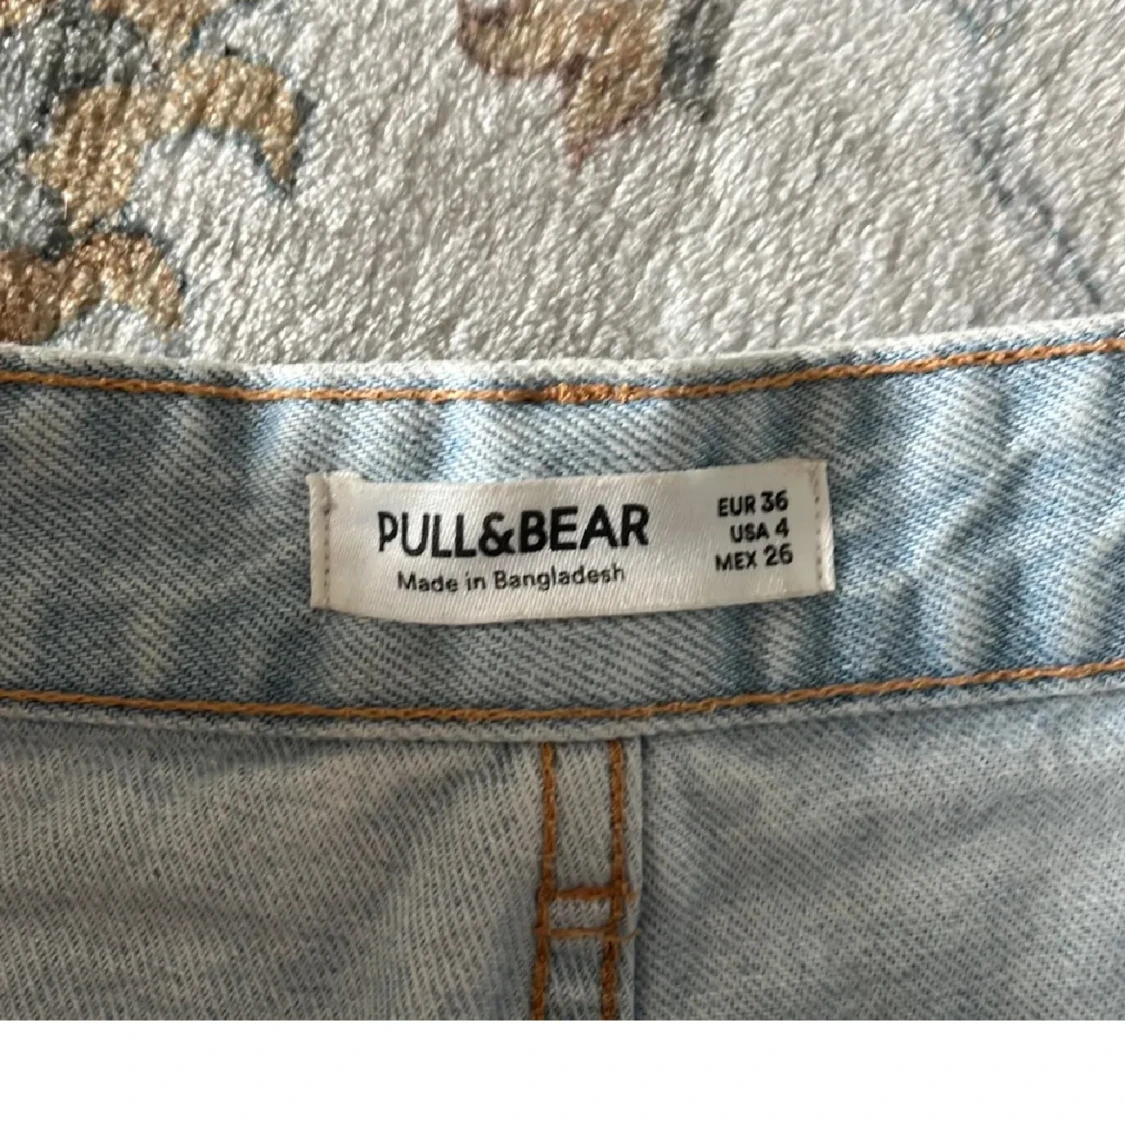 PULL&BEAR
Made in Bangladesh
EUR 36
USA 4
MEX 26